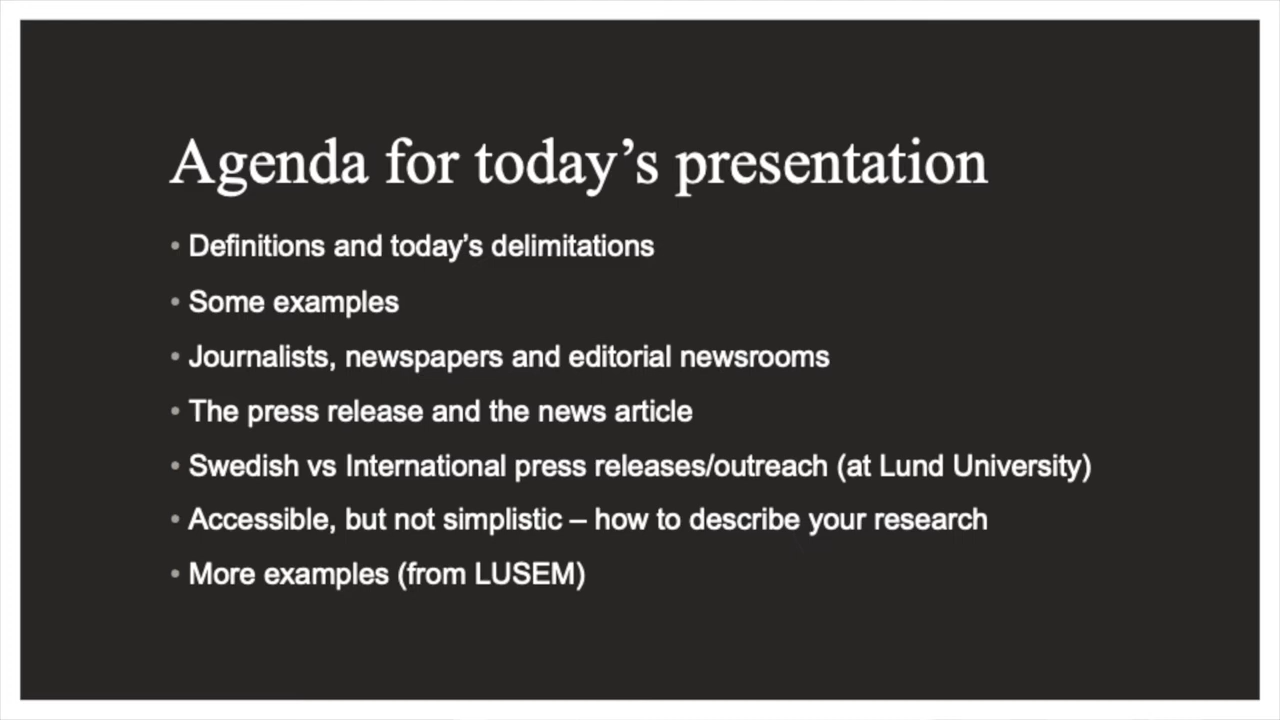 Agenda for today’s presentation
• Definitions and today’s delimitations
• Some examples
• Journalists, newspapers and editorial newsrooms
• The press release and the news article
• Swedish vs International press releases/outreach (at Lund University)
• Accessible, but not simplistic – how to describe your research
• More examples (from LUSEM)